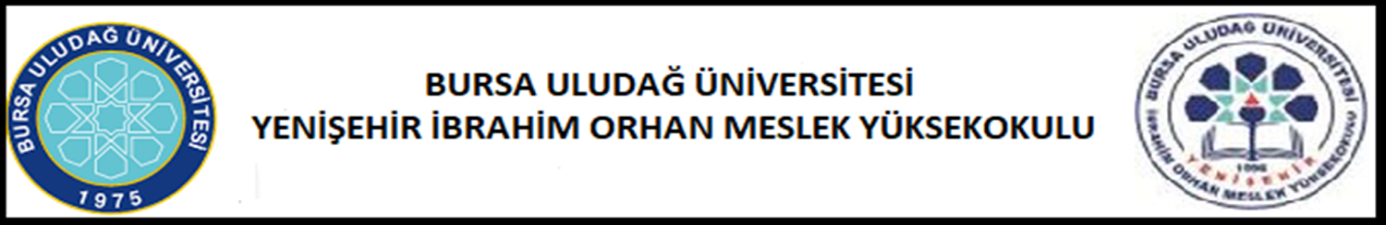 BURSA ULUDAĞ ÜNİVERSİTESİ
1975
BURSA ULUDAĞ ÜNİVERSİTESİ
YENİŞEHİR İBRAHİM ORHAN MESLEK YÜKSEKOKULU
BURSA ULUDAĞ ÜNİVERSİTESİ
İBRAHİM ORHAN MESLEK YÜKSEKOKULU
YENİŞEHİR